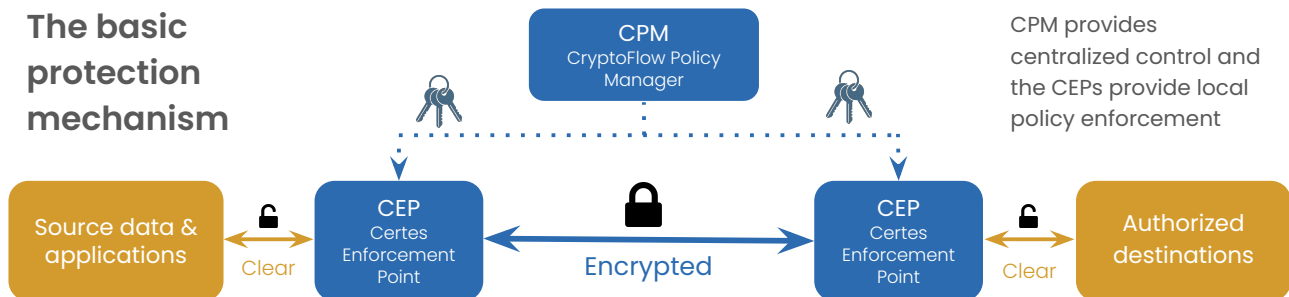 The basic
protection
mechanism
CPM
CryptoFlow Policy
Manager
CPM provides
centralized control and
the CEPs provide local
policy enforcement
Source data &
applications
Clear
CEP
Certes
Enforcement
Point
Encrypted
CEP
Certes
Enforcement
Point
Clear
Authorized
destinations